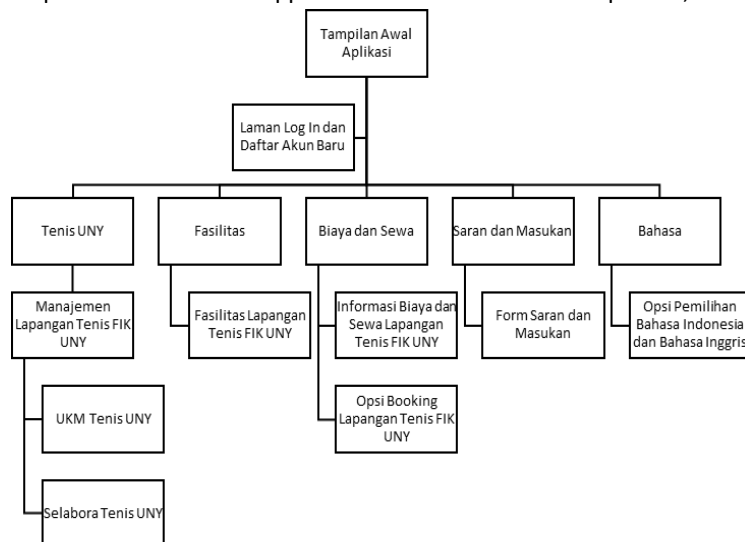 Tampilan Awal
Aplikasi
Laman Log In dan
Daftar Akun Baru
Tenis UNY
Fasilitas
Biaya dan Sewa
Saran dan Masukan
Bahasa
Manajemen
Lapangan Tenis FIK
UNY
Fasilitas Lapangan
Tenis FIK UNY
Informasi Biaya dan
Sewa Lapangan
Tenis FIK UNY
Form Saran dan
Masukan
Opsi Pemilihan
Bahasa Indonesia
dan Bahasa Inggris
UKM Tenis UNY
Opsi Booking
Lapangan Tenis FIK
UNY
Selabora Tenis UNY